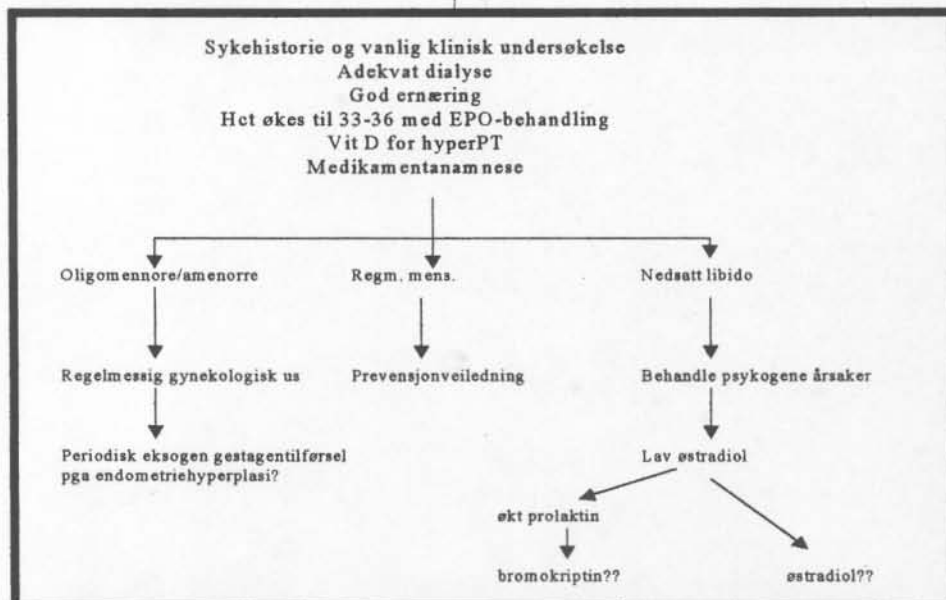 Sykehistorie og vanlig klinisk undersøkelse
Adekvat dialyse
God ernæring
Hct økes til 33-36 med EPO-behandling
Vit D for hyperPT
Medikamentanamnese
Oligomennore/amenorre
Regm. mens.
Nedsatt libido
Regelmessig gynekologisk us
Prevensjonveiledning
Behandle psykogene årsaker
Periodisk eksogen gestagentilførsel
pga endometriehyperplasi?
Lav østradiol
økt prolaktin
bromokriptin??
østradiol??